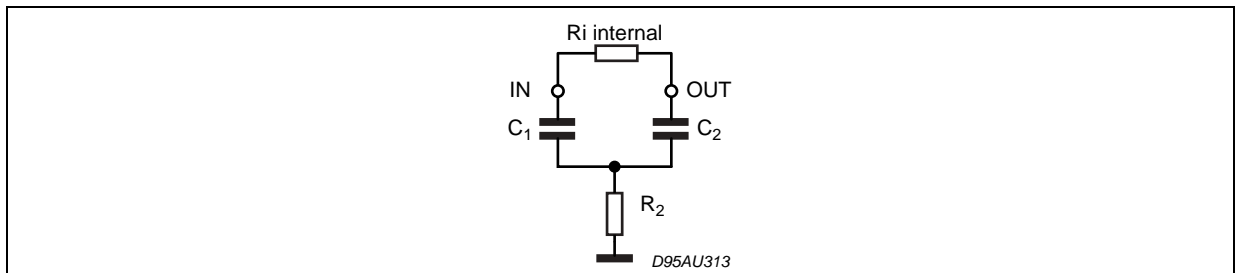 Ri internal
IN OUT
C1 C2
R2
D95AU313